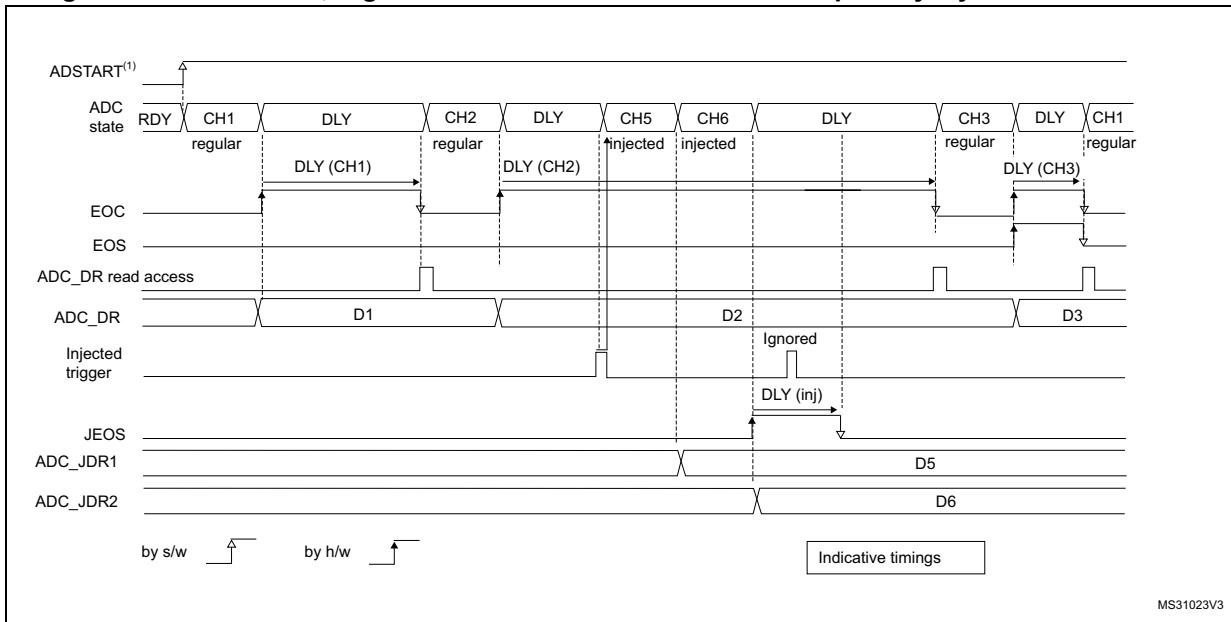 ADSTART(1)
ADC
state
RDY
CH1
DLY
CH2
DLY
CH5
CH6
DLY
CH3
DLY
CH1
regular
regular
injected
injected
regular
regular
DLY (CH1)
DLY (CH2)
DLY (CH3)
EOC
EOS
ADC_DR read access
ADC_DR
D1
D2
D3
Injected
trigger
Ignored
DLY (inj)
JEOS
ADC_JDR1
D5
ADC_JDR2
D6
by s/w
by h/w
Indicative timings
MS31023V3